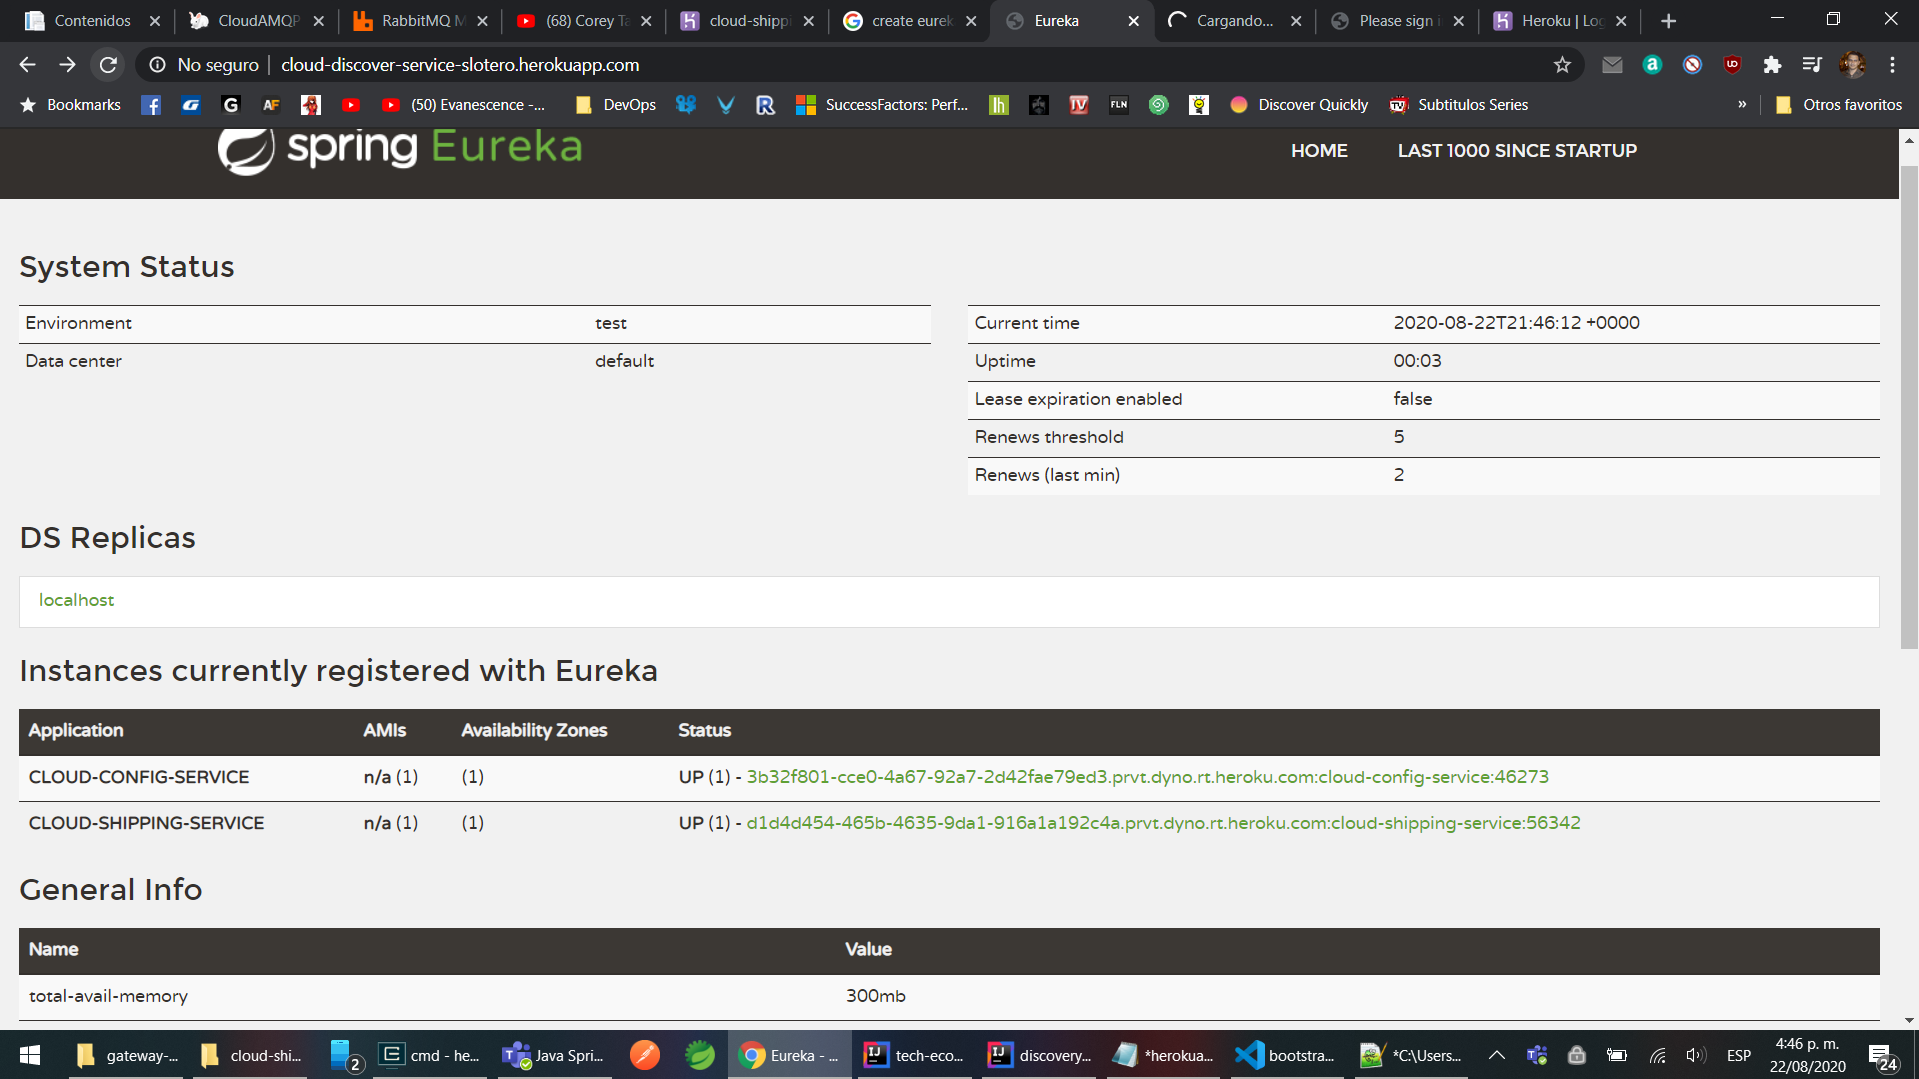 Contenidos
CloudAMQP
RabbitMQ M
(68) Corey Ta
cloud-shippi
create eurek
Eureka
Cargando...
Please sign i
Heroku | Log
No seguro
cloud-discover-service-slotero.herokuapp.com
Bookmarks
(50) Evanescence -...
DevOps
SuccessFactors: Perf...
FLN
Discover Quickly
Subtitulos Series
»
Otros favoritos
spring Eureka
HOME
LAST 1000 SINCE STARTUP
System Status
Environment test
Data center default
Current time 2020-08-22T21:46:12 +0000
Uptime 00:03
Lease expiration enabled false
Renews threshold 5
Renews (last min) 2
DS Replicas
localhost
Instances currently registered with Eureka
Application AMIs Availability Zones Status
CLOUD-CONFIG-SERVICE n/a (1) (1) UP (1) - 3b32f801-cce0-4a67-92a7-2d42fae79ed3.prvt.dyno.rt.heroku.com:cloud-config-service:46273
CLOUD-SHIPPING-SERVICE n/a (1) (1) UP (1) - d1d4d454-465b-4635-9da1-916a1a192c4a.prvt.dyno.rt.heroku.com:cloud-shipping-service:56342
General Info
Name Value
total-avail-memory 300mb
gateway-...
cloud-shi...
2
cmd - he...
Java Spri...
Eureka - ...
tech-eco...
discovery...
*herokua...
bootstra...
*C:\Users...
ESP
4:46 p. m.
22/08/2020
24